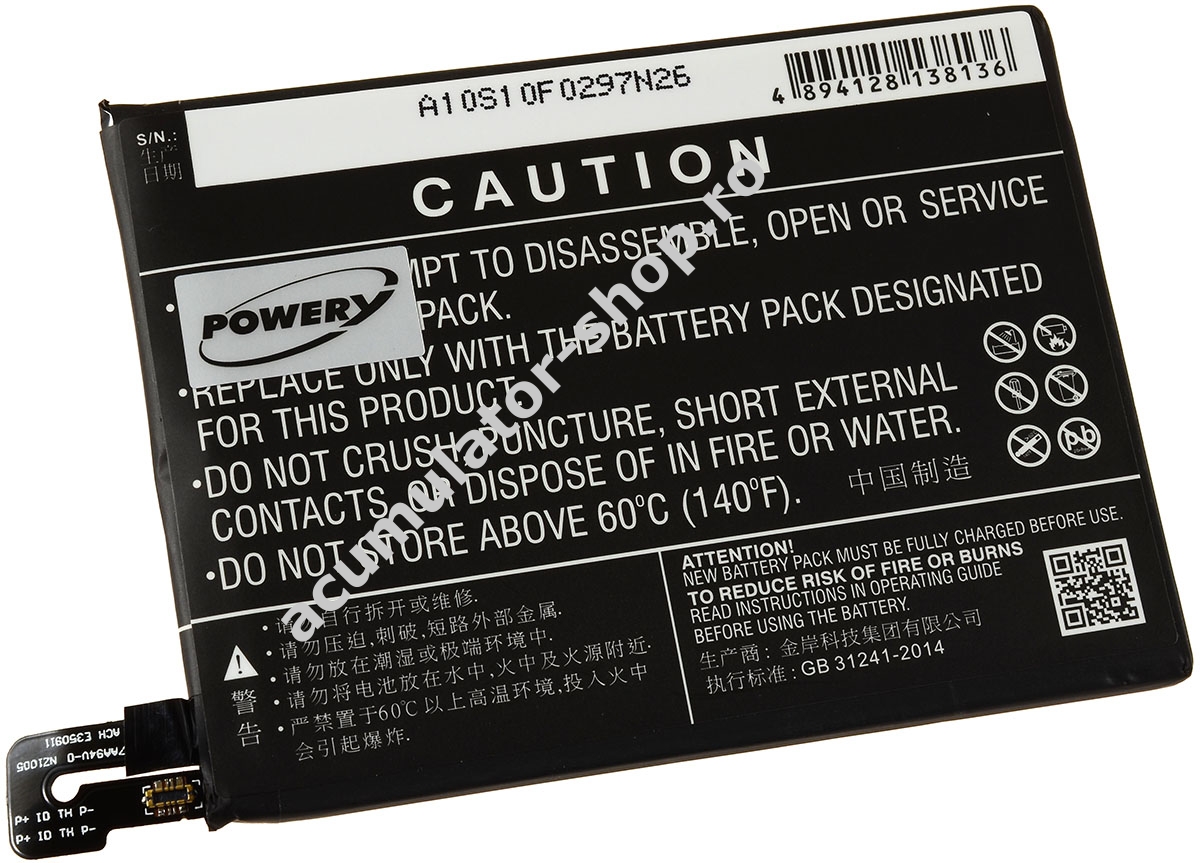 A10S10F0297N26
4 894128 138136
S/N.:
生产
日期
CAUTION
MPT TO DISASSEMBLE, OPEN OR SERVICE
PACK.
POWERY
•REPLACE ONLY WITH THE BATTERY PACK DESIGNATED
FOR THIS PRODUCT.
•DO NOT CRUSH, PUNCTURE, SHORT EXTERNAL
CONTACTS, OR DISPOSE OF IN FIRE OR WATER.
•DO NOT STORE ABOVE 60°C (140°F).
中国制造
acumulator-shop.ro
ATTENTION!
NEW BATTERY PACK MUST BE FULLY CHARGED BEFORE USE.
TO REDUCE RISK OF FIRE OR BURNS
READ INSTRUCTIONS IN OPERATING GUIDE
BEFORE USING THE BATTERY.
生产商: 金岸科技集团有限公司
执行标准: GB 31241-2014
警告
•请勿自行拆开或维修.
•请勿压迫,刺破,短路外部金属.
•请勿放在潮湿或极端环境中.
•请勿将电池放在水中,火中及火源附近.
•严禁置于60℃以上高温环境,投入火中
会引起爆炸.
ACH E350911
7AA94V-0 NZ1005
P+ ID TH P-
P+ ID TH P-